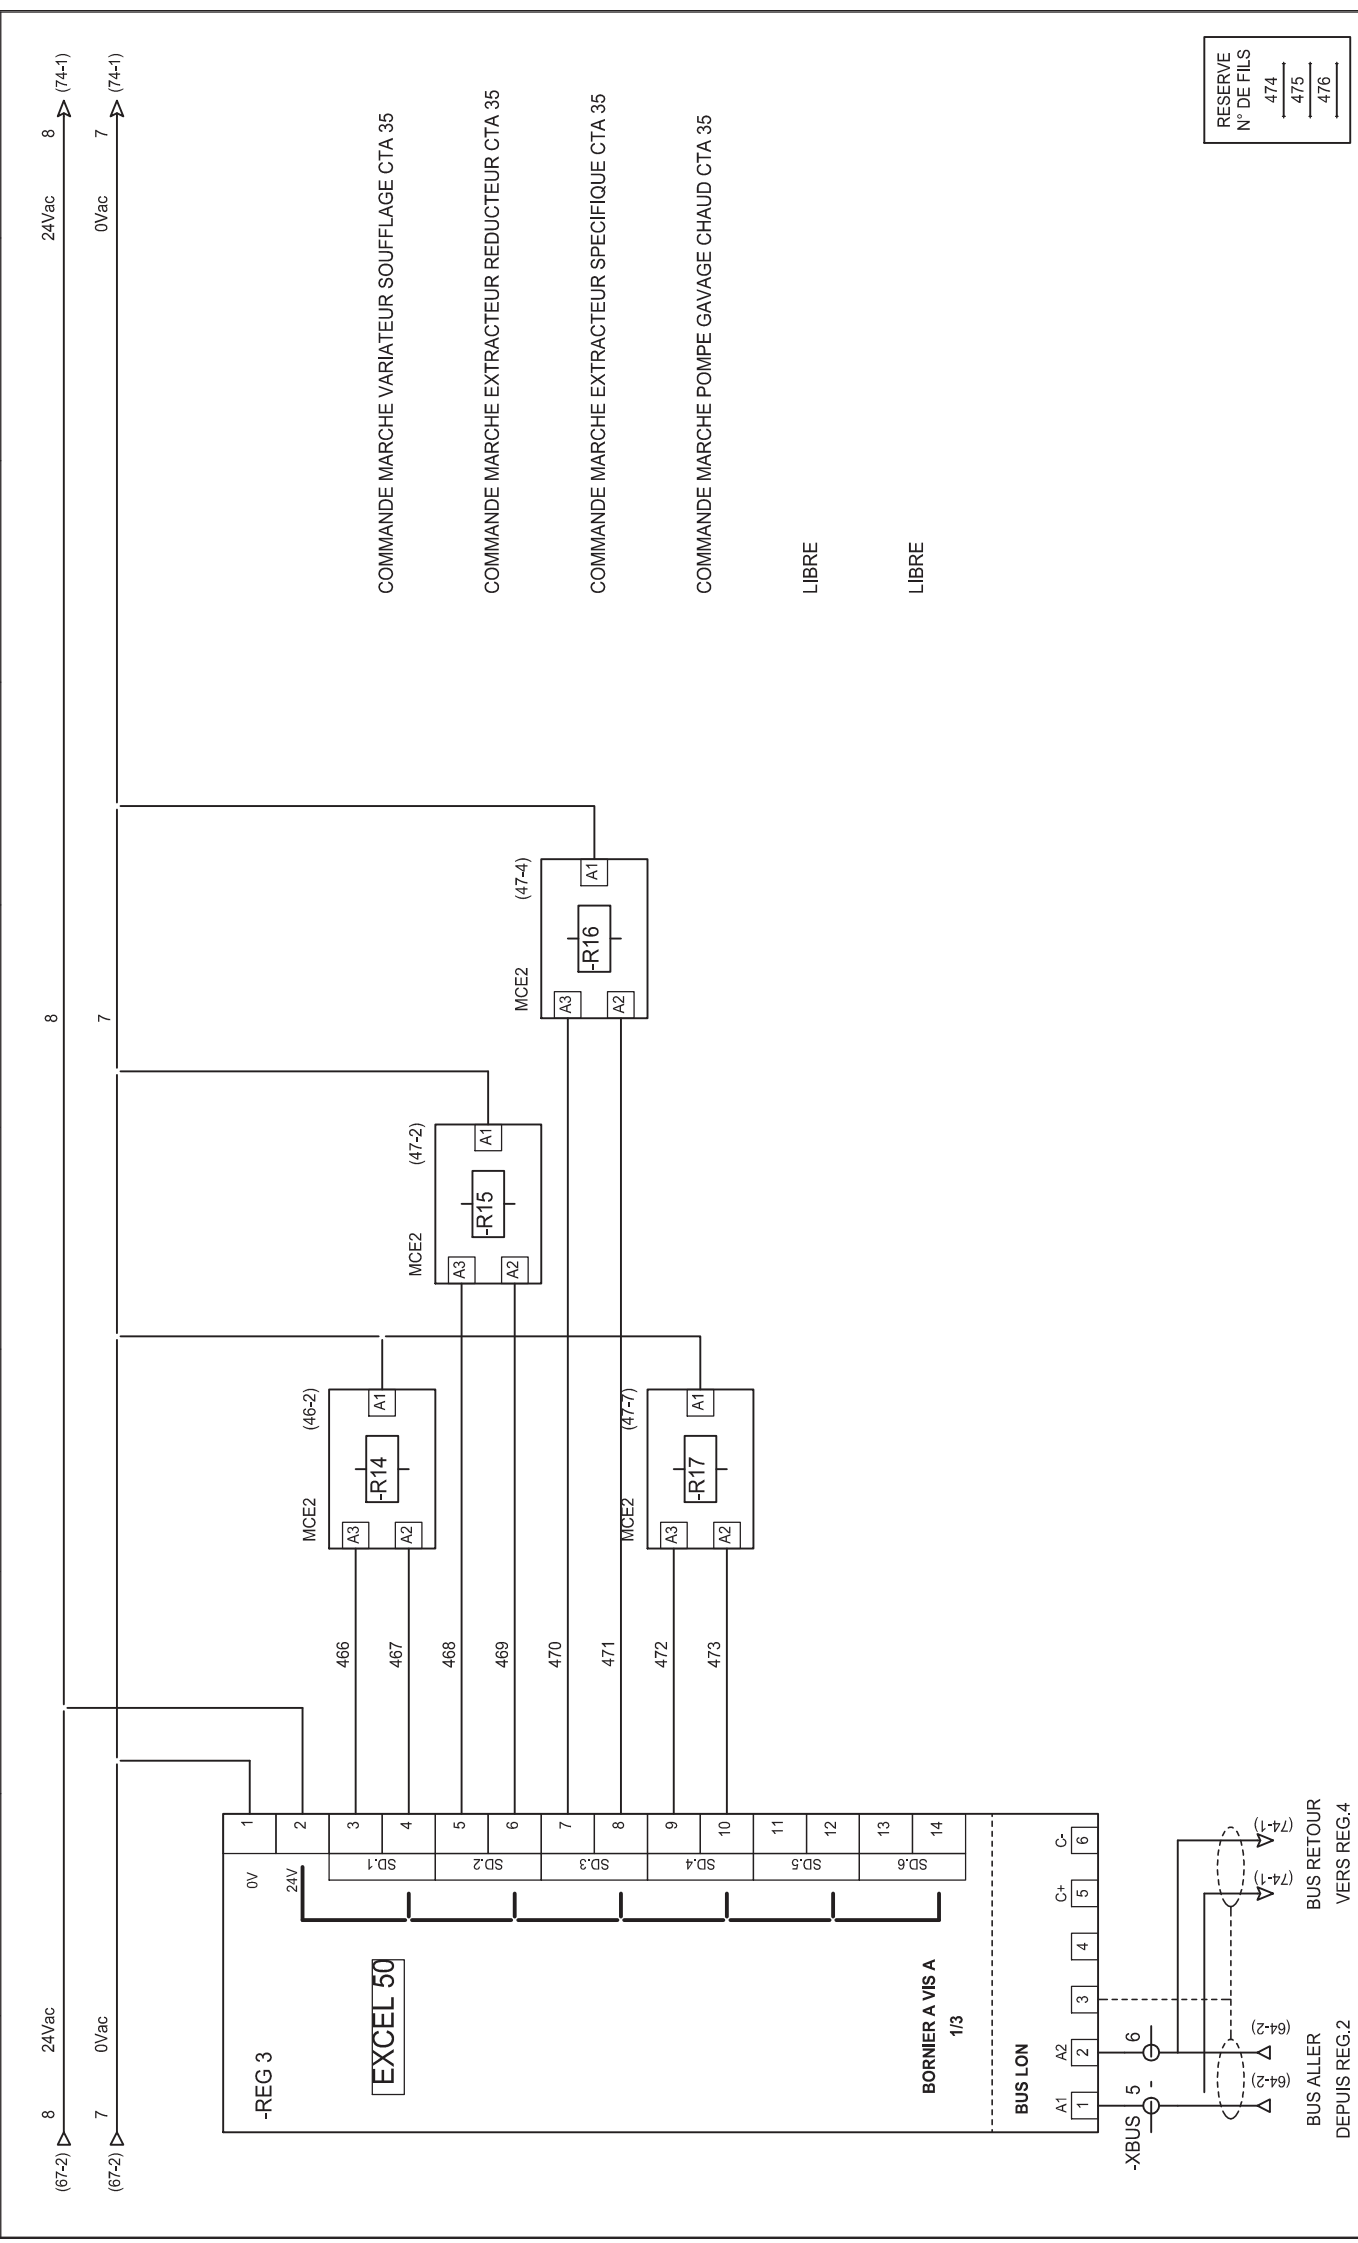 (67-2) 8 24Vac 8 24Vac 8 (74-1)
(67-2) 7 0Vac 7 0Vac 7 (74-1)
-REG 3
EXCEL 50
0V 1
24V 2
SD.1 3 466
4 467
SD.2 5 468
6 469
SD.3 7 470
8 471
SD.4 9 472
10 473
SD.5 11
12
SD.6 13
14
MCE2 (46-2)
A3 -R14 A1
A2
MCE2 (47-2)
A3 -R15 A1
A2
MCE2 (47-4)
A3 -R16 A1
A2
MCE2 (47-7)
A3 -R17 A1
A2
COMMANDE MARCHE VARIATEUR SOUFFLAGE CTA 35
COMMANDE MARCHE EXTRACTEUR REDUCTEUR CTA 35
COMMANDE MARCHE EXTRACTEUR SPECIFIQUE CTA 35
COMMANDE MARCHE POMPE GAVAGE CHAUD CTA 35
LIBRE
LIBRE
BORNIER A VIS A
1/3
BUS LON
A1 A2 C+ C-
1 2 3 4 5 6
-XBUS 5 - 6
(64-2) (64-2) (74-1) (74-1)
BUS ALLER
DEPUIS REG.2
BUS RETOUR
VERS REG.4
RESERVE
N° DE FILS
474
475
476